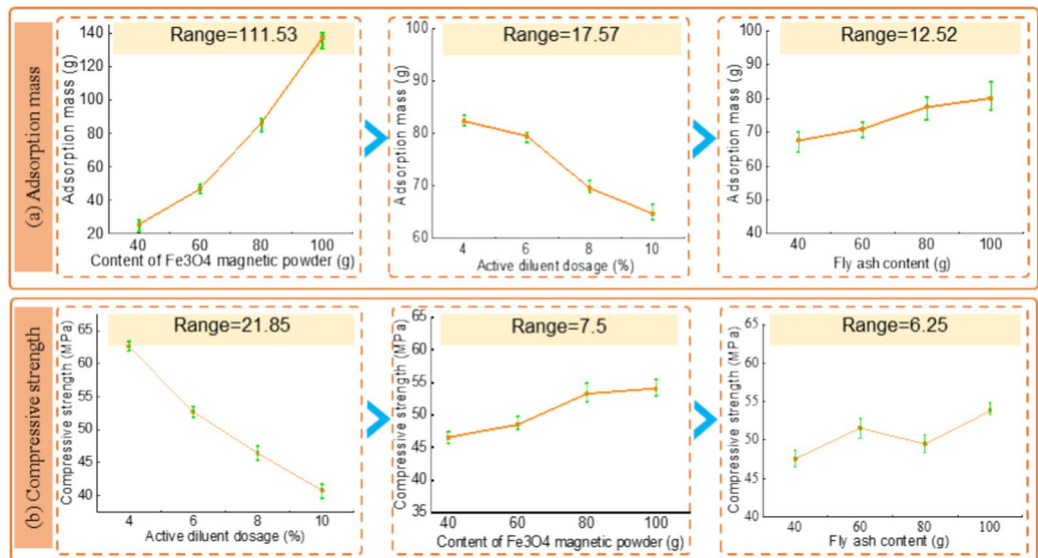 (a) Adsorption mass
Range=111.53
Adsorption mass (g)
140
120
100
80
60
40
20
40 60 80 100
Content of Fe3O4 magnetic powder (g)
Range=17.57
Adsorption mass (g)
100
90
80
70
60
4 6 8 10
Active diluent dosage (%)
Range=12.52
Adsorption mass (g)
100
90
80
70
60
50
40
40 60 80 100
Fly ash content (g)
(b) Compressive strength
Range=21.85
Compressive strength (MPa)
65
60
55
50
45
40
4 6 8 10
Active diluent dosage (%)
Range=7.5
Compressive strength (MPa)
65
60
55
50
45
40
35
40 60 80 100
Content of Fe3O4 magnetic powder (g)
Range=6.25
Compressive strength (MPa)
65
60
55
50
45
40
40 60 80 100
Fly ash content (g)